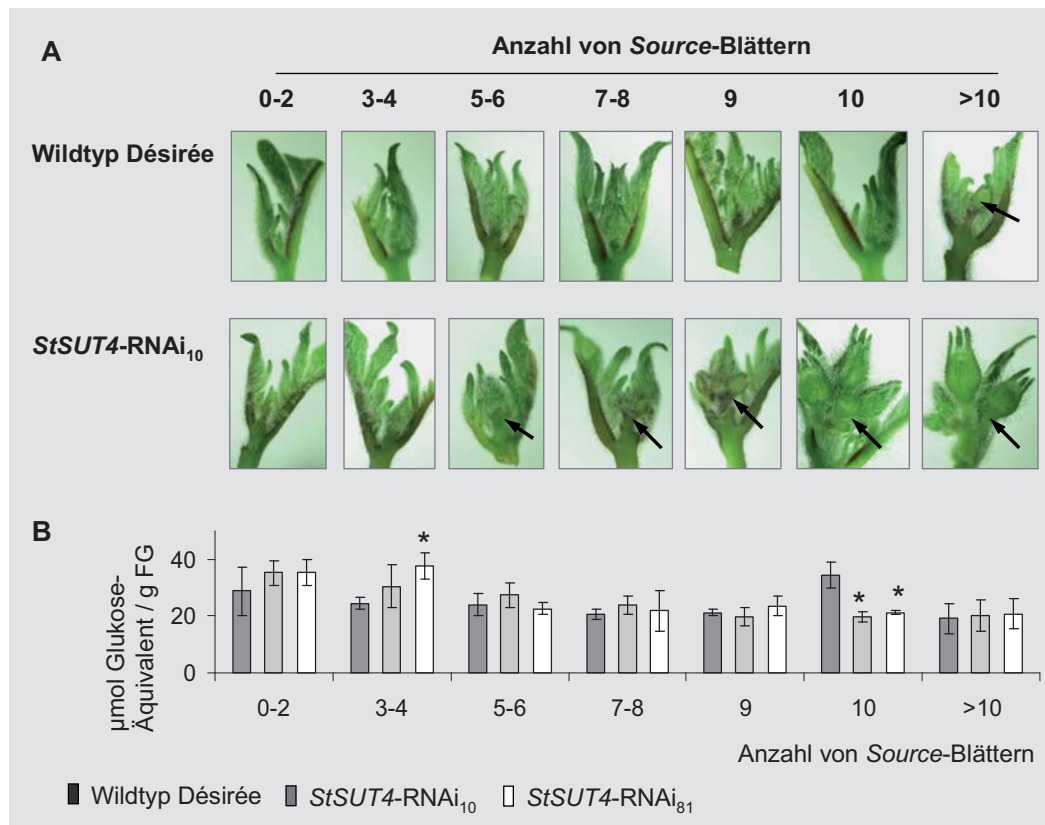 A
Anzahl von Source-Blättern
0-2 3-4 5-6 7-8 9 10 >10
Wildtyp Désirée
StSUT4-RNAi10
B
µmol Glukose-
Äquivalent / g FG
40
20
0
* * *
0-2 3-4 5-6 7-8 9 10 >10
Anzahl von Source-Blättern
Wildtyp Désirée StSUT4-RNAi10 StSUT4-RNAi81